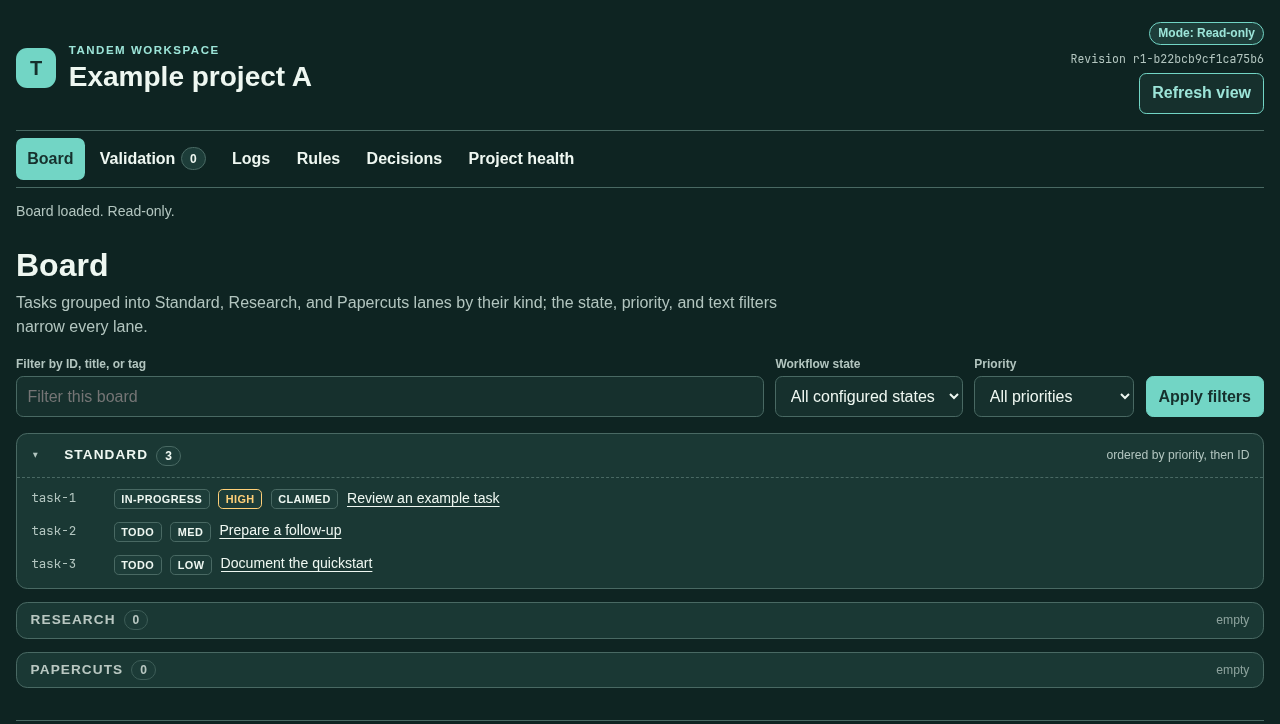 T
TANDEM WORKSPACE
Example project A
Mode: Read-only
Revision r1-b22bcb9cf1ca75b6
Refresh view
Board Validation 0 Logs Rules Decisions Project health
Board loaded. Read-only.
Board
Tasks grouped into Standard, Research, and Papercuts lanes by their kind; the state, priority, and text filters
narrow every lane.
Filter by ID, title, or tag Workflow state Priority
Filter this board All configured states All priorities Apply filters
▾ STANDARD 3 ordered by priority, then ID
task-1 IN-PROGRESS HIGH CLAIMED Review an example task
task-2 TODO MED Prepare a follow-up
task-3 TODO LOW Document the quickstart
RESEARCH 0 empty
PAPERCUTS 0 empty